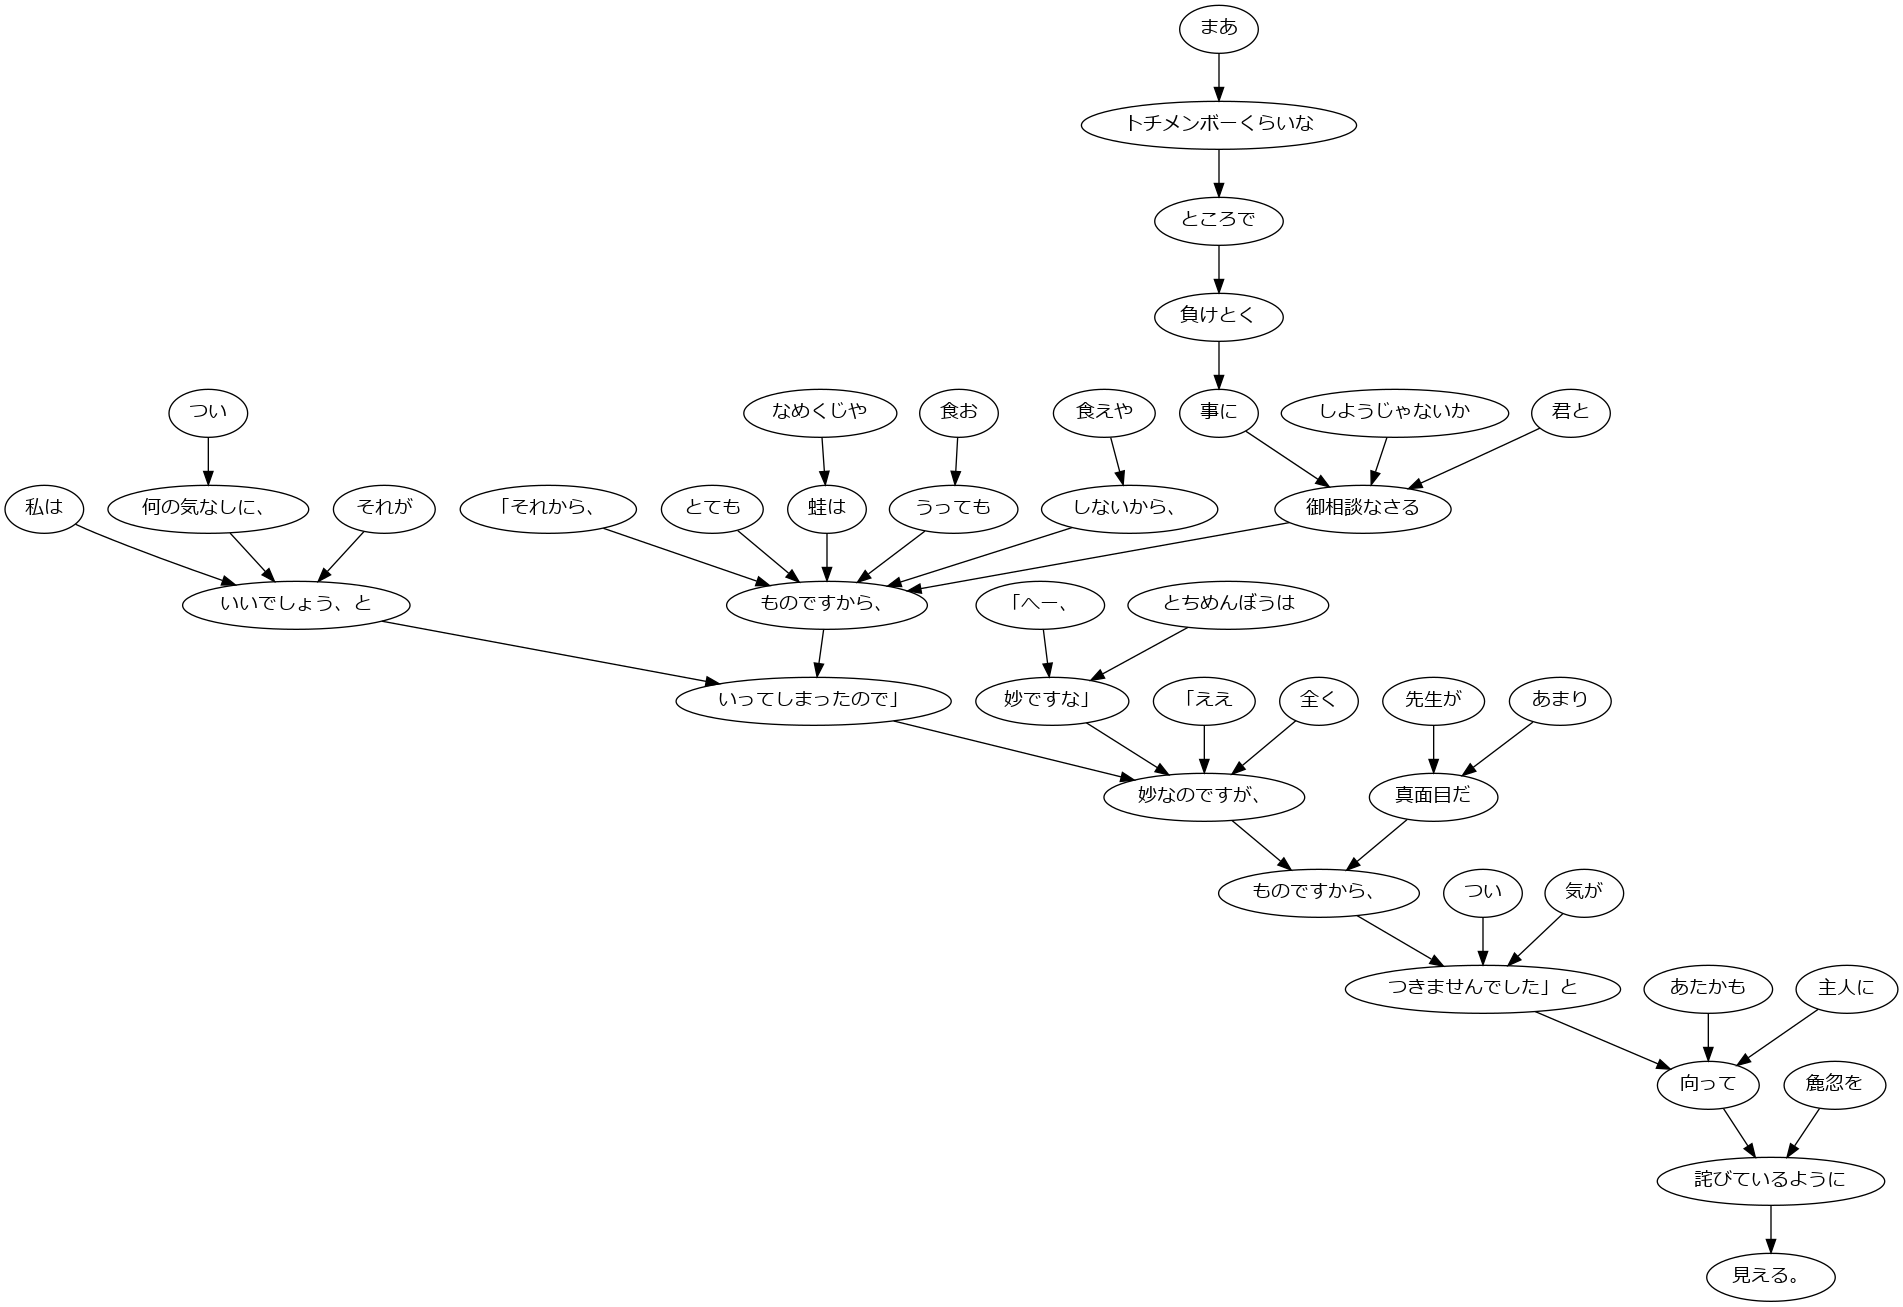 まあ
トチメンボーくらいな
ところで
負けとく
つい
なめくじや
食お
食えや
事に
しようじゃないか
君と
私は
何の気なしに、
それが
「それから、
とても
蛙は
うっても
しないから、
御相談なさる
いいでしょう、と
ものですから、
「へー、
とちめんぼうは
いってしまったので」
妙ですな」
「ええ
全く
先生が
あまり
妙なのですが、
真面目だ
ものですから、
つい
気が
つきませんでした」と
あたかも
主人に
向って
麁忽を
詫びているように
見える。